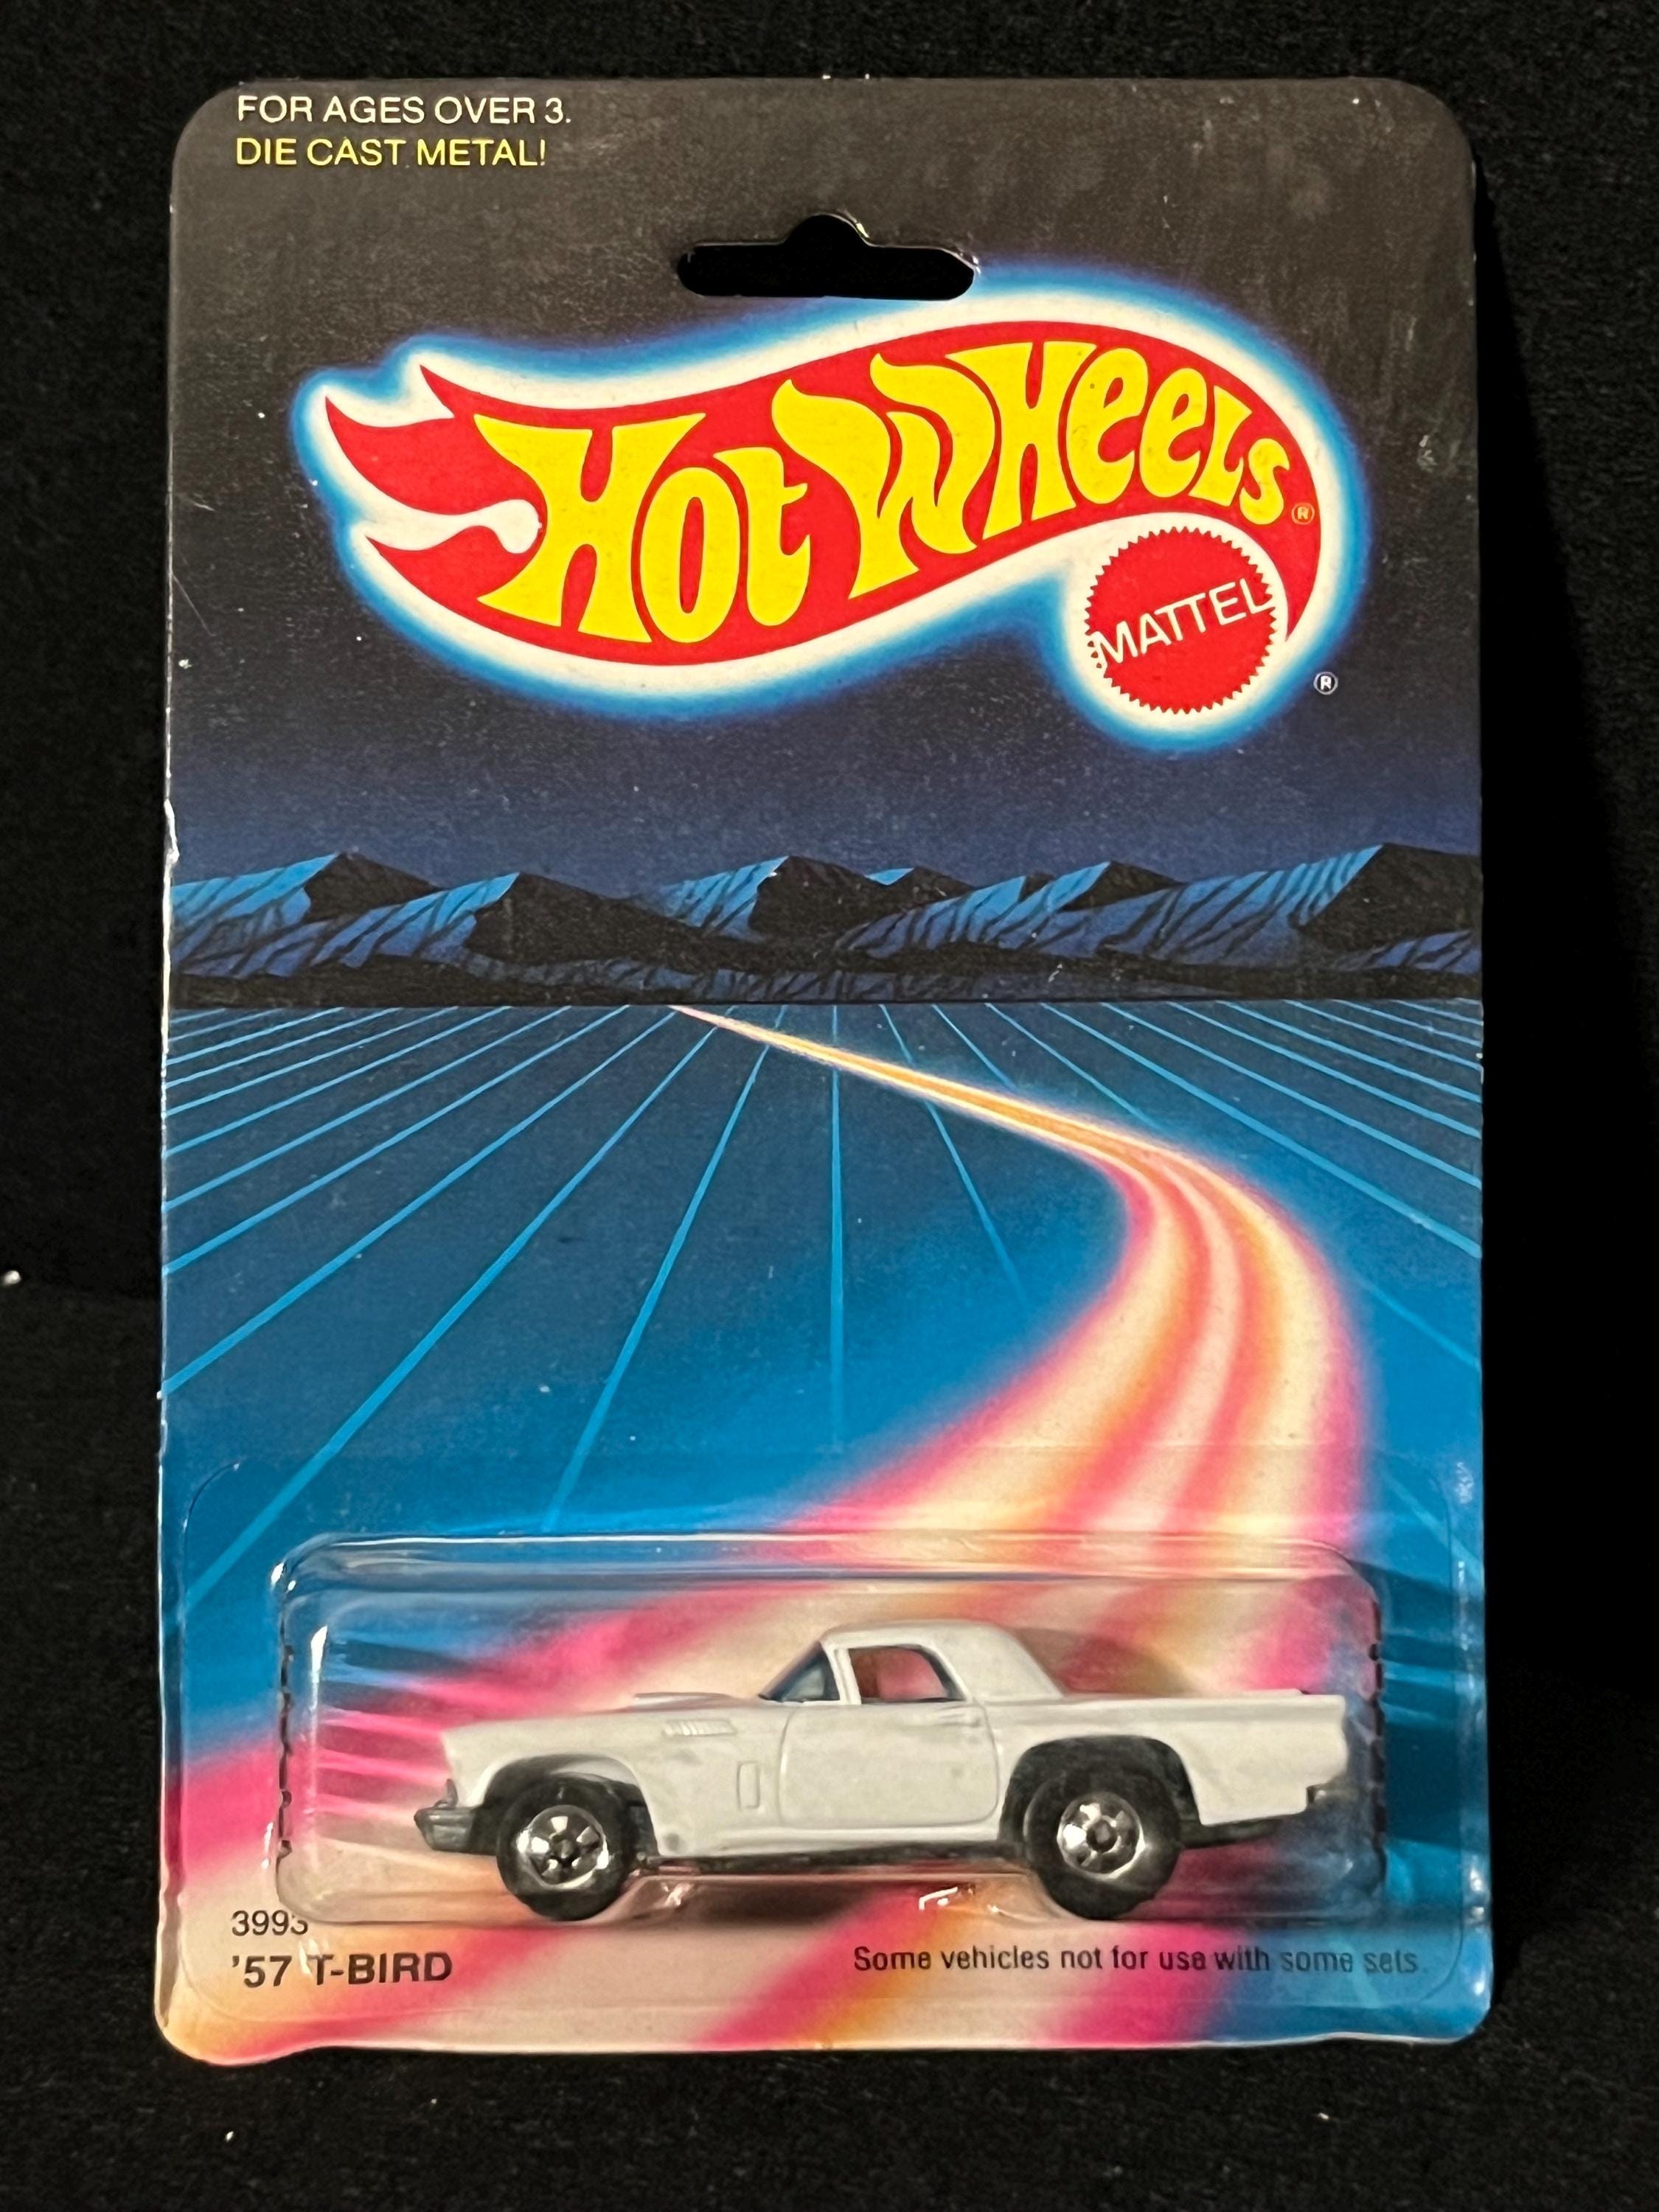 FOR AGES OVER 3.
DIE CAST METAL!
HOT WHEELS®
MATTEL
®
3993
'57 T-BIRD
Some vehicles not for use with some sets.